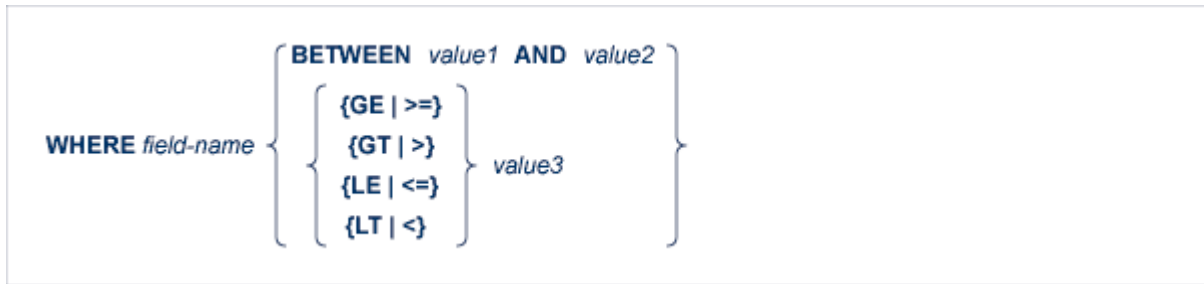 BETWEEN value1 AND value2
{GE | >=}
{GT | >}
WHERE field-name
value3
{LE | <=}
{LT | <}